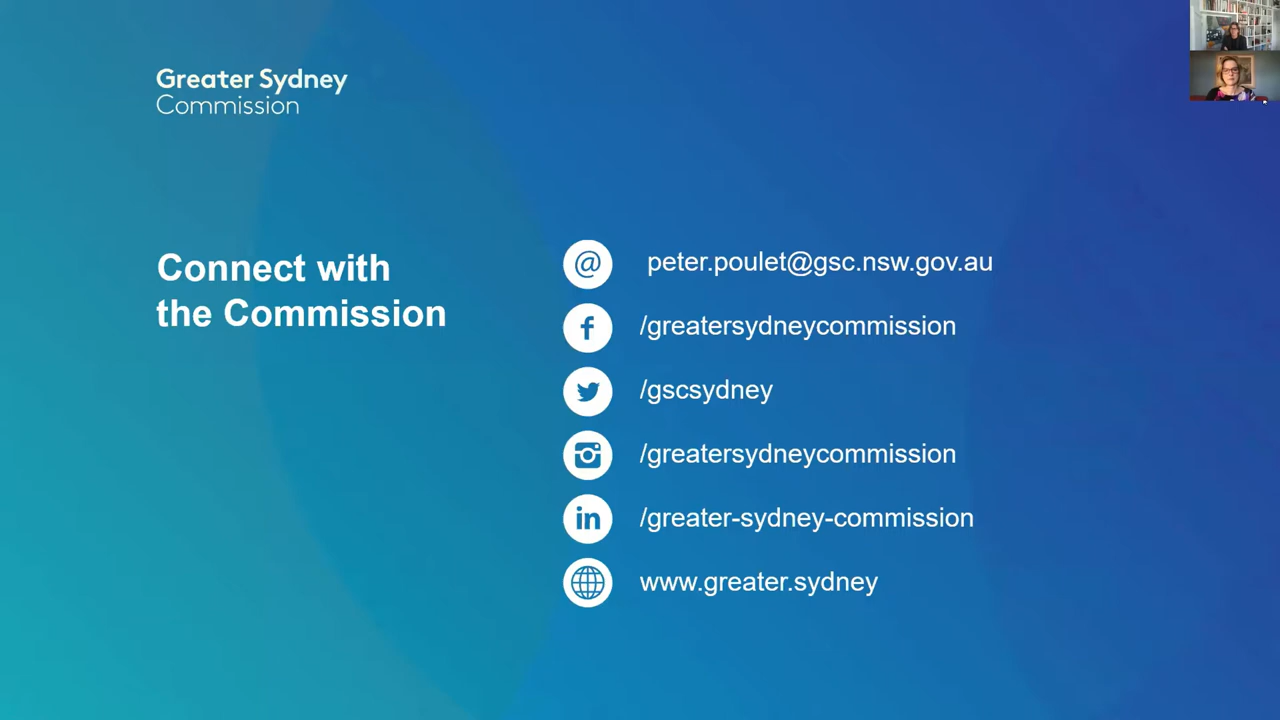 Greater Sydney
Commission
Connect with
the Commission
@ peter.poulet@gsc.nsw.gov.au
f /greatersydneycommission
/gscsydney
/greatersydneycommission
in /greater-sydney-commission
www.greater.sydney